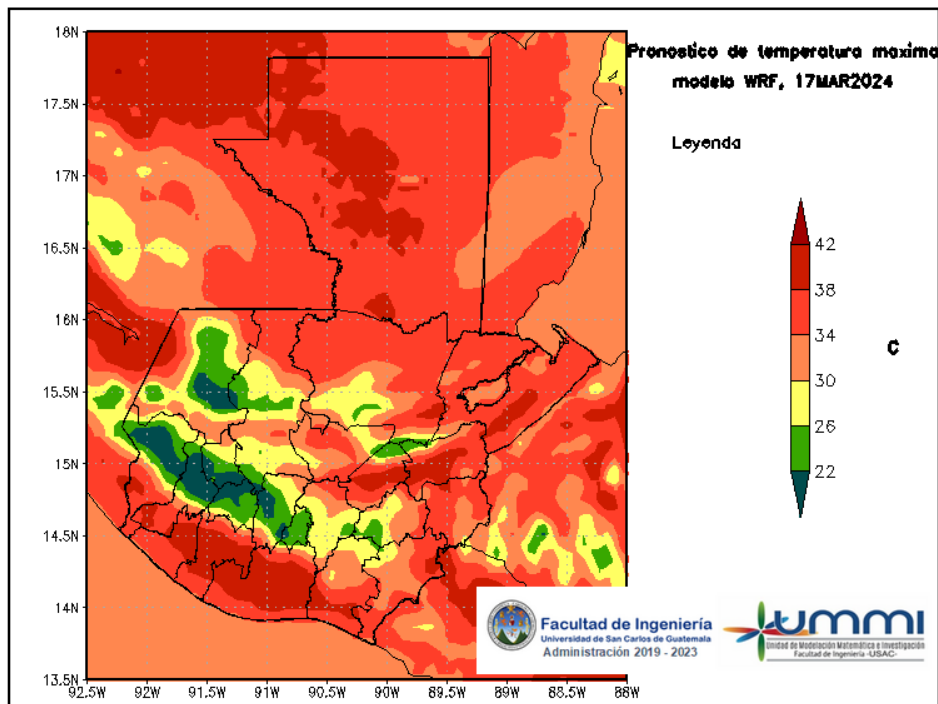 Pronostico de temperatura maxima
modelo WRF, 17MAR2024
Leyenda
42
38
34
30
26
22
C
18N
17.5N
17N
16.5N
16N
15.5N
15N
14.5N
14N
13.5N
92.5W
92W
91.5W
91W
90.5W
90W
89.5W
89W
88.5W
88W
Facultad de Ingeniería
Universidad de San Carlos de Guatemala
Administración 2019 - 2023
ummi
Unidad de Modelación Matemática e Investigación
Facultad de Ingeniería -USAC-